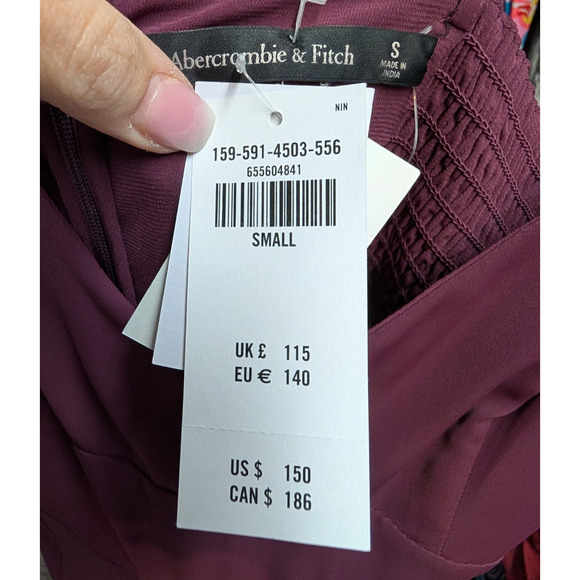 Abercrombie & Fitch
S
MADE IN
INDIA
NIN
159-591-4503-556
655604841
SMALL
UK £ 115
EU € 140
US $ 150
CAN $ 186